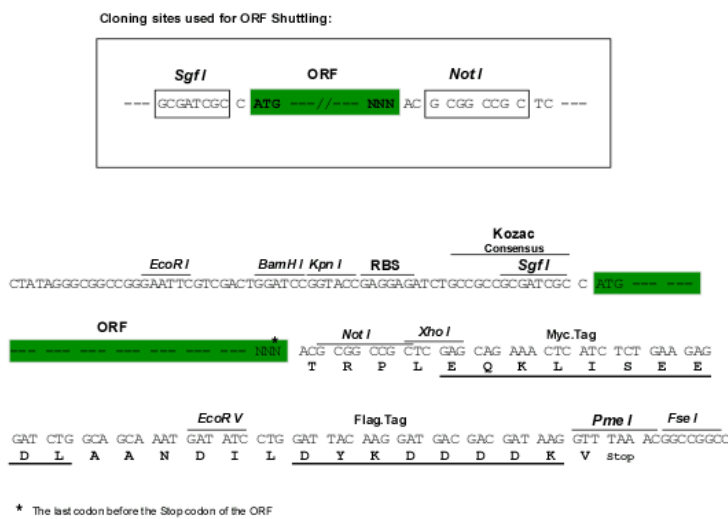 Cloning sites used for ORF Shuttling:
Sgf I ORF Not I
--- GCGATCGC C ATG ---//--- NNN AC G CGG CCG C TC ---
Kozac
Consensus
EcoR I BamH I Kpn I RBS Sgf I
CTATAGGGCGGCCGGGAATTCGTCGACTGGATCCGGTACCGAGGAGATCTGCCGCCGCGATCGC C ATG --- --- ---
ORF Not I Xho I Myc.Tag
--- --- --- --- --- --- --- --- --- NNN* ACG CGG CCG CTC GAG CAG AAA CTC ATC TCT GAA GAG
T R P L E Q K L I S E E
EcoR V Flag.Tag Pme I Fse I
GAT CTG GCA GCA AAT GAT ATC CTG GAT TAC AAG GAT GAC GAC GAT AAG GTT TAA ACGGCCGGCC
D L A A N D I L D Y K D D D D K V Stop
* The last codon before the Stop codon of the ORF